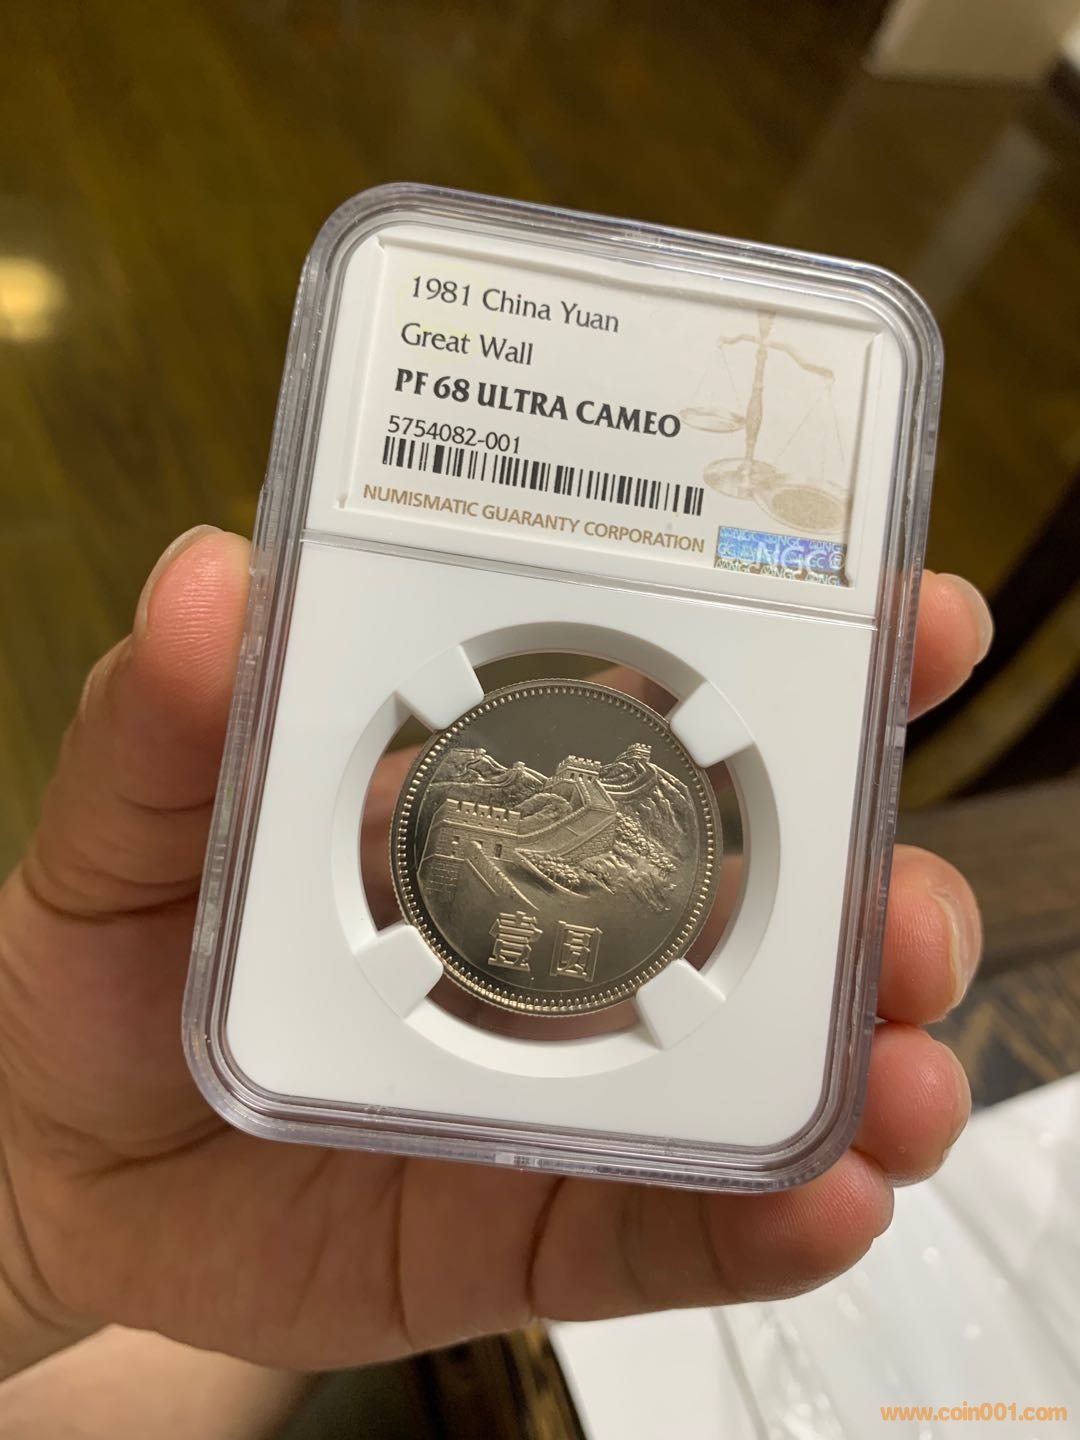 1981 China Yuan
Great Wall
PF 68 ULTRA CAMEO
5754082-001
NUMISMATIC GUARANTY CORPORATION
NGC
壹圆
www.coin001.com